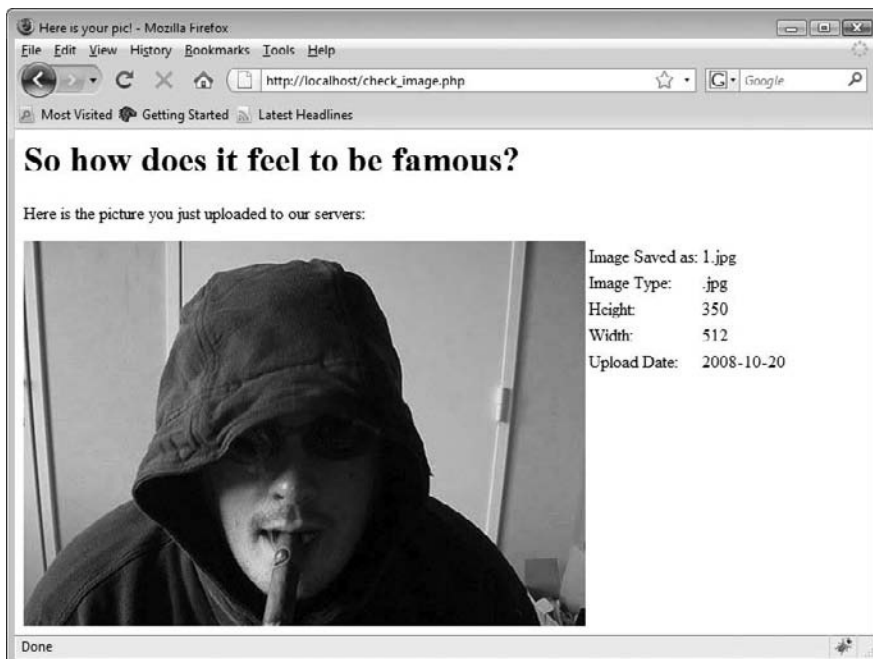 Here is your pic! - Mozilla Firefox
File Edit View History Bookmarks Tools Help
http://localhost/check_image.php
G Google
Most Visited Getting Started Latest Headlines
So how does it feel to be famous?
Here is the picture you just uploaded to our servers:
Image Saved as: 1.jpg
Image Type: .jpg
Height: 350
Width: 512
Upload Date: 2008-10-20
Done